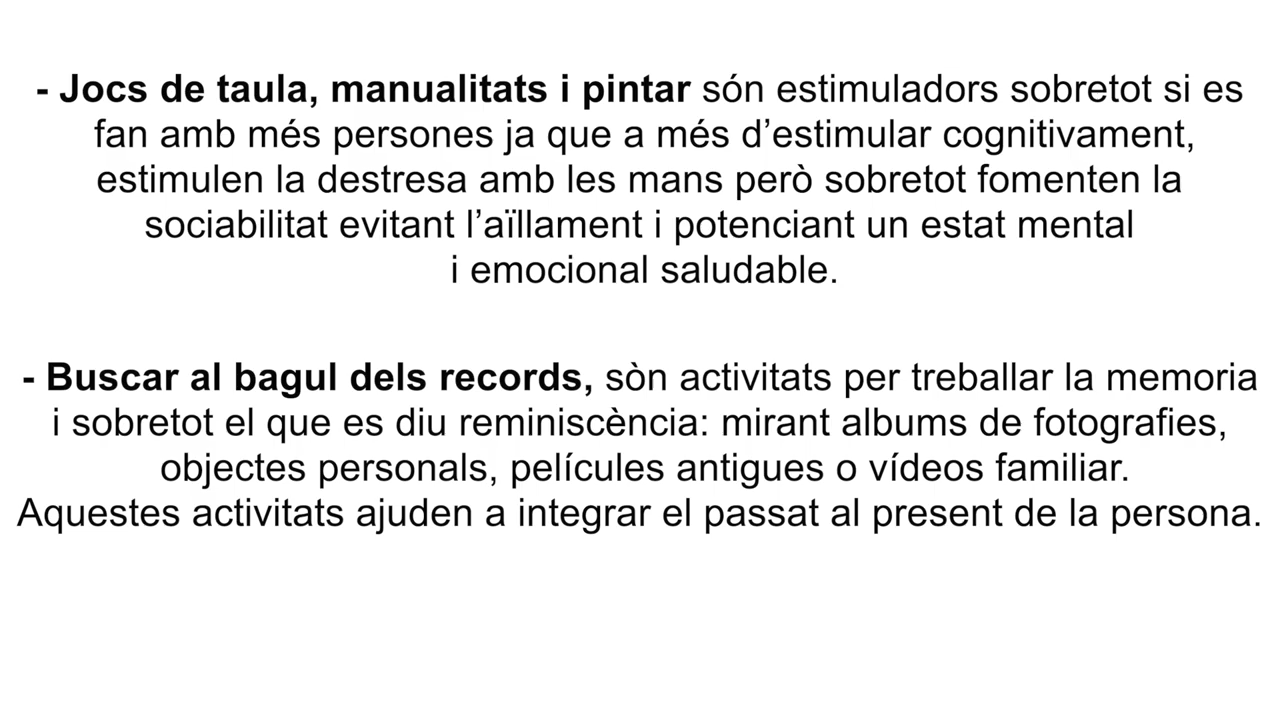 - Jocs de taula, manualitats i pintar són estimuladors sobretot si es
fan amb més persones ja que a més d’estimular cognitivament,
estimulen la destresa amb les mans però sobretot fomenten la
sociabilitat evitant l’aïllament i potenciant un estat mental
i emocional saludable.
- Buscar al bagul dels records, sòn activitats per treballar la memoria
i sobretot el que es diu reminiscència: mirant albums de fotografies,
objectes personals, películes antigues o vídeos familiar.
Aquestes activitats ajuden a integrar el passat al present de la persona.